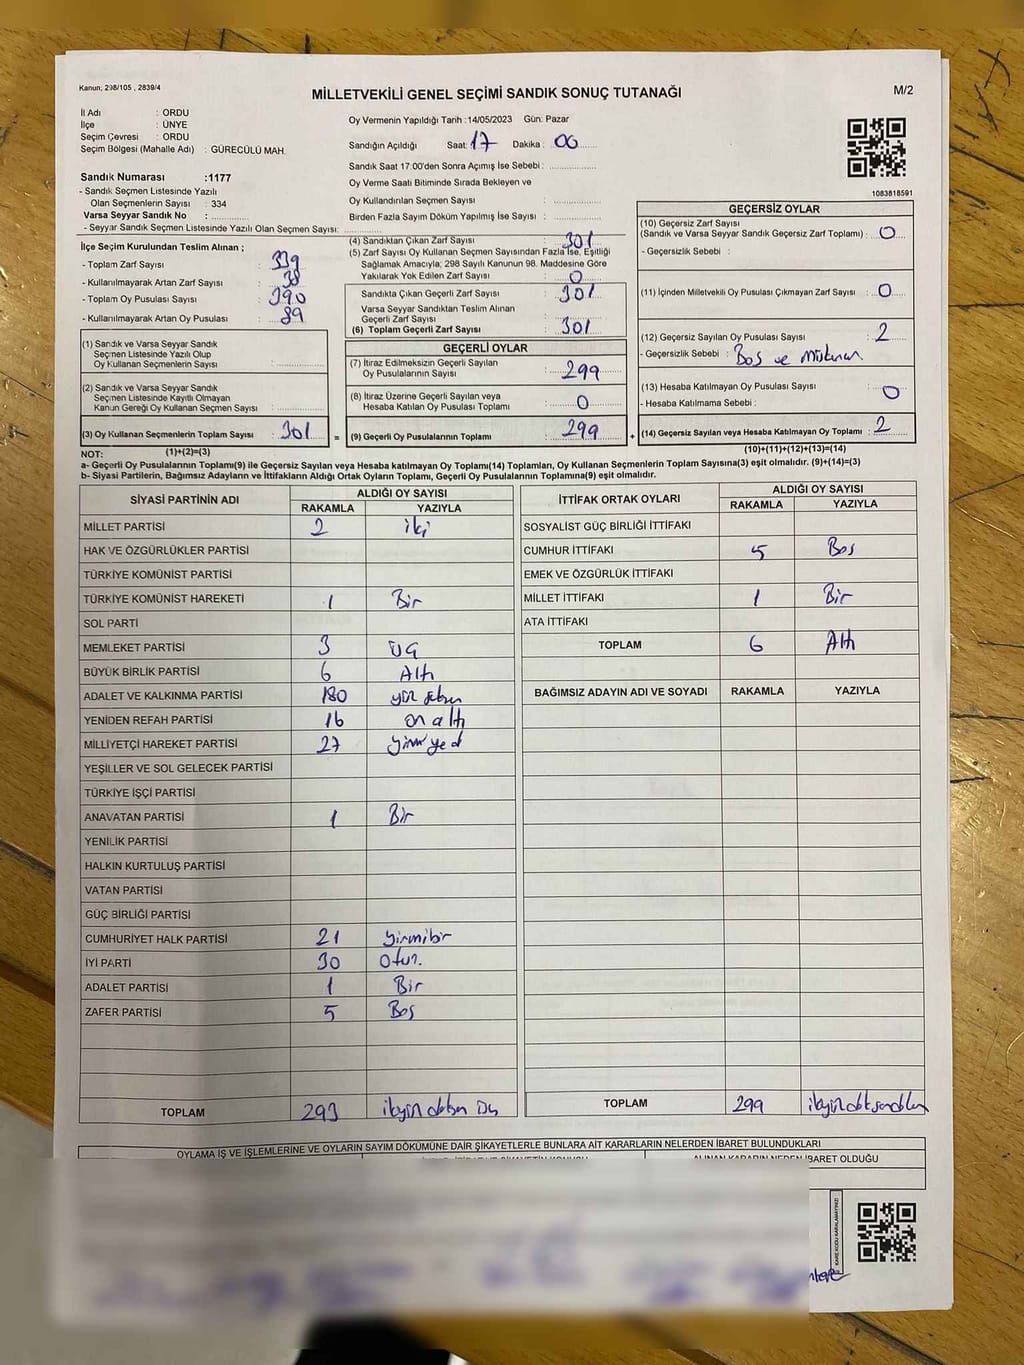 Kanun; 298/105 , 2839/4
MİLLETVEKİLİ GENEL SEÇİMİ SANDIK SONUÇ TUTANAĞI
M/2
İl Adı : ORDU
İlçe : ÜNYE
Seçim Çevresi : ORDU
Seçim Bölgesi (Mahalle Adı) : GÜRECÜLÜ MAH.
Sandık Numarası :1177
- Sandık Seçmen Listesinde Yazılı
Olan Seçmenlerin Sayısı : 334
Varsa Seyyar Sandık No :
- Seyyar Sandık Seçmen Listesinde Yazılı Olan Seçmen Sayısı:
Oy Vermenin Yapıldığı Tarih :14/05/2023 Gün: Pazar
Sandığın Açıldığı Saat: 17 Dakika : 00
Sandık Saat 17.00'den Sonra Açımış İse Sebebi :
Oy Verme Saati Bitiminde Sırada Bekleyen ve
Oy Kullandırılan Seçmen Sayısı :
Birden Fazla Sayım Döküm Yapılmış İse Sayısı :
1083818591
İlçe Seçim Kurulundan Teslim Alınan ;
- Toplam Zarf Sayısı : 339
- Kullanılmayarak Artan Zarf Sayısı : 38
- Toplam Oy Pusulası Sayısı : 390
- Kullanılmayarak Artan Oy Pusulası : 89
(1) Sandık ve Varsa Seyyar Sandık
Seçmen Listesinde Yazılı Olup
Oy Kullanan Seçmenlerin Sayısı :
(2) Sandık ve Varsa Seyyar Sandık
Seçmen Listesinde Kayıtlı Olmayan
Kanun Gereği Oy Kullanan Seçmen Sayısı :
(3) Oy Kullanan Seçmenlerin Toplam Sayısı : 301
(1)+(2)=(3)
(4) Sandıktan Çıkan Zarf Sayısı : 301
(5) Zarf Sayısı Oy Kullanan Seçmen Sayısından Fazla İse, Eşitliği
Sağlamak Amacıyla, 298 Sayılı Kanunun 98. Maddesine Göre
Yakılarak Yok Edilen Zarf Sayısı : 0
Sandıkta Çıkan Geçerli Zarf Sayısı : 301
Varsa Seyyar Sandıktan Teslim Alınan
Geçerli Zarf Sayısı :
(6) Toplam Geçerli Zarf Sayısı : 301
GEÇERLİ OYLAR
(7) İtiraz Edilmeksizin Geçerli Sayılan
Oy Pusulalarının Sayısı : 299
(8) İtiraz Üzerine Geçerli Sayılan veya
Hesaba Katılan Oy Pusulası Toplamı : 0
= (9) Geçerli Oy Pusulalarının Toplamı : 299
GEÇERSİZ OYLAR
(10) Geçersiz Zarf Sayısı
(Sandık ve Varsa Seyyar Sandık Geçersiz Zarf Toplamı) : 0
- Geçersizlik Sebebi :
(11) İçinden Milletvekili Oy Pusulası Çıkmayan Zarf Sayısı : 0
(12) Geçersiz Sayılan Oy Pusulası Sayısı : 2
- Geçersizlik Sebebi : Boş ve
(13) Hesaba Katılmayan Oy Pusulası Sayısı : 0
- Hesaba Katılmama Sebebi :
+ (14) Geçersiz Sayılan veya Hesaba Katılmayan Oy Toplamı : 2
(10)+(11)+(12)+(13)=(14)
NOT:
a- Geçerli Oy Pusulalarının Toplamı(9) ile Geçersiz Sayılan veya Hesaba katılmayan Oy Toplamı(14) Toplamları, Oy Kullanan Seçmenlerin Toplam Sayısına(3) eşit olmalıdır. (9)+(14)=(3)
b- Siyasi Partilerin, Bağımsız Adayların ve İttifakların Aldığı Ortak Oyların Toplamı, Geçerli Oy Pusulalarının Toplamına(9) eşit olmalıdır.
SİYASİ PARTİNİN ADI ALDIĞI OY SAYISI
RAKAMLA YAZIYLA
MİLLET PARTİSİ 2 iki
HAK VE ÖZGÜRLÜKLER PARTİSİ
TÜRKİYE KOMÜNİST PARTİSİ
TÜRKİYE KOMÜNİST HAREKETİ 1 Bir
SOL PARTİ
MEMLEKET PARTİSİ 3 üç
BÜYÜK BİRLİK PARTİSİ 6 Altı
ADALET VE KALKINMA PARTİSİ 180 yüz seksen
YENİDEN REFAH PARTİSİ 16 on altı
MİLLİYETÇİ HAREKET PARTİSİ 27 yirmi yedi
YEŞİLLER VE SOL GELECEK PARTİSİ
TÜRKİYE İŞÇİ PARTİSİ
ANAVATAN PARTİSİ 1 Bir
YENİLİK PARTİSİ
HALKIN KURTULUŞ PARTİSİ
VATAN PARTİSİ
GÜÇ BİRLİĞİ PARTİSİ
CUMHURİYET HALK PARTİSİ 21 yirmibir
İYİ PARTİ 30 otuz.
ADALET PARTİSİ 1 Bir
ZAFER PARTİSİ 5 Beş
TOPLAM 293 ikiyüz doksan üç
İTTİFAK ORTAK OYLARI ALDIĞI OY SAYISI
RAKAMLA YAZIYLA
SOSYALİST GÜÇ BİRLİĞİ İTTİFAKI
CUMHUR İTTİFAKI 5 Beş
EMEK VE ÖZGÜRLÜK İTTİFAKI
MİLLET İTTİFAKI 1 Bir
ATA İTTİFAKI
TOPLAM 6 Altı
BAĞIMSIZ ADAYIN ADI VE SOYADI RAKAMLA YAZIYLA
TOPLAM 299 ikiyüz doksandokuz
OYLAMA İŞ VE İŞLEMLERİNE VE OYLARIN SAYIM DÖKÜMÜNE DAİR ŞİKAYETLERLE BUNLARA AİT KARARLARIN NELERDEN İBARET BULUNDUKLARI
ALINAN KARARIN NEDEN İBARET OLDUĞU
KARE KODU KARALAMAYINIZ!